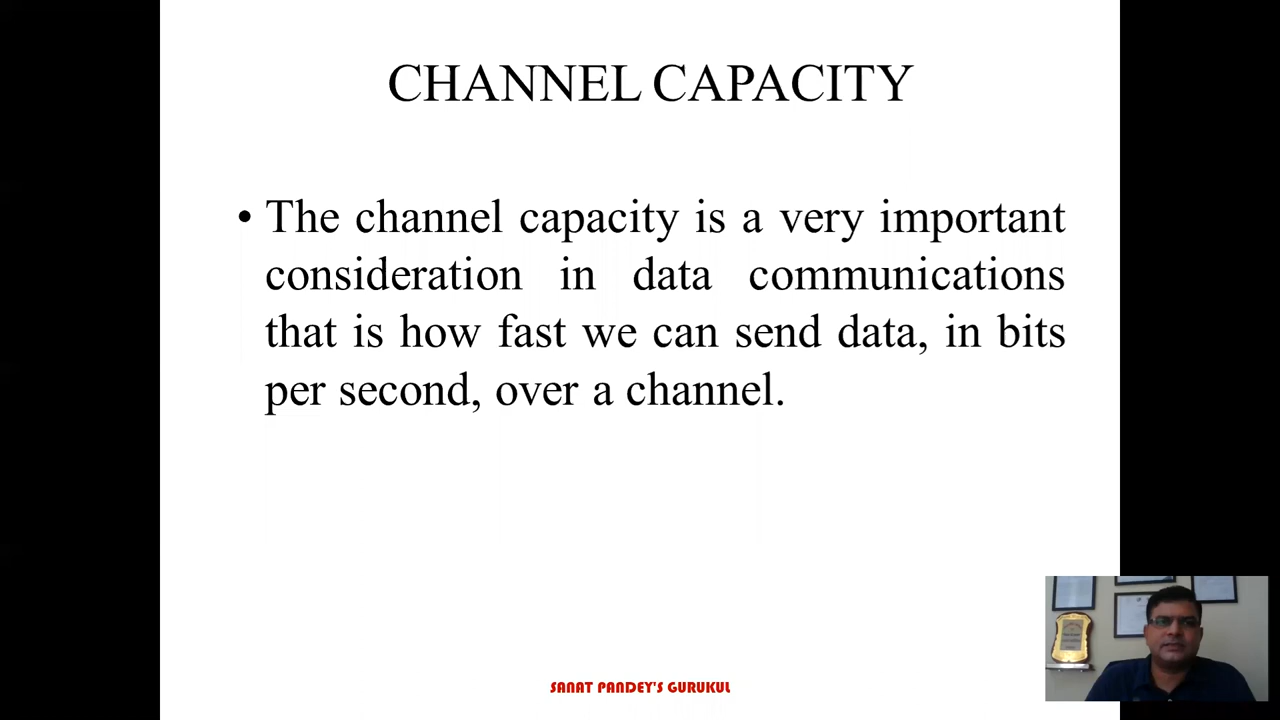 CHANNEL CAPACITY
• The channel capacity is a very important
consideration in data communications
that is how fast we can send data, in bits
per second, over a channel.
SANAT PANDEY'S GURUKUL